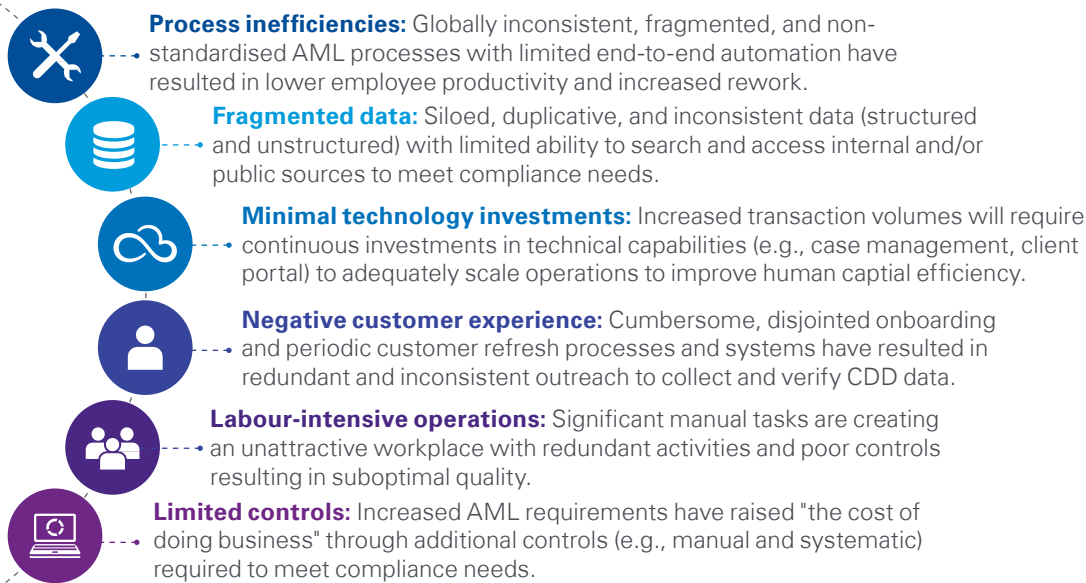 Process inefficiencies: Globally inconsistent, fragmented, and non-
standardised AML processes with limited end-to-end automation have
resulted in lower employee productivity and increased rework.
Fragmented data: Siloed, duplicative, and inconsistent data (structured
and unstructured) with limited ability to search and access internal and/or
public sources to meet compliance needs.
Minimal technology investments: Increased transaction volumes will require
continuous investments in technical capabilities (e.g., case management, client
portal) to adequately scale operations to improve human captial efficiency.
Negative customer experience: Cumbersome, disjointed onboarding
and periodic customer refresh processes and systems have resulted in
redundant and inconsistent outreach to collect and verify CDD data.
Labour-intensive operations: Significant manual tasks are creating
an unattractive workplace with redundant activities and poor controls
resulting in suboptimal quality.
Limited controls: Increased AML requirements have raised "the cost of
doing business" through additional controls (e.g., manual and systematic)
required to meet compliance needs.